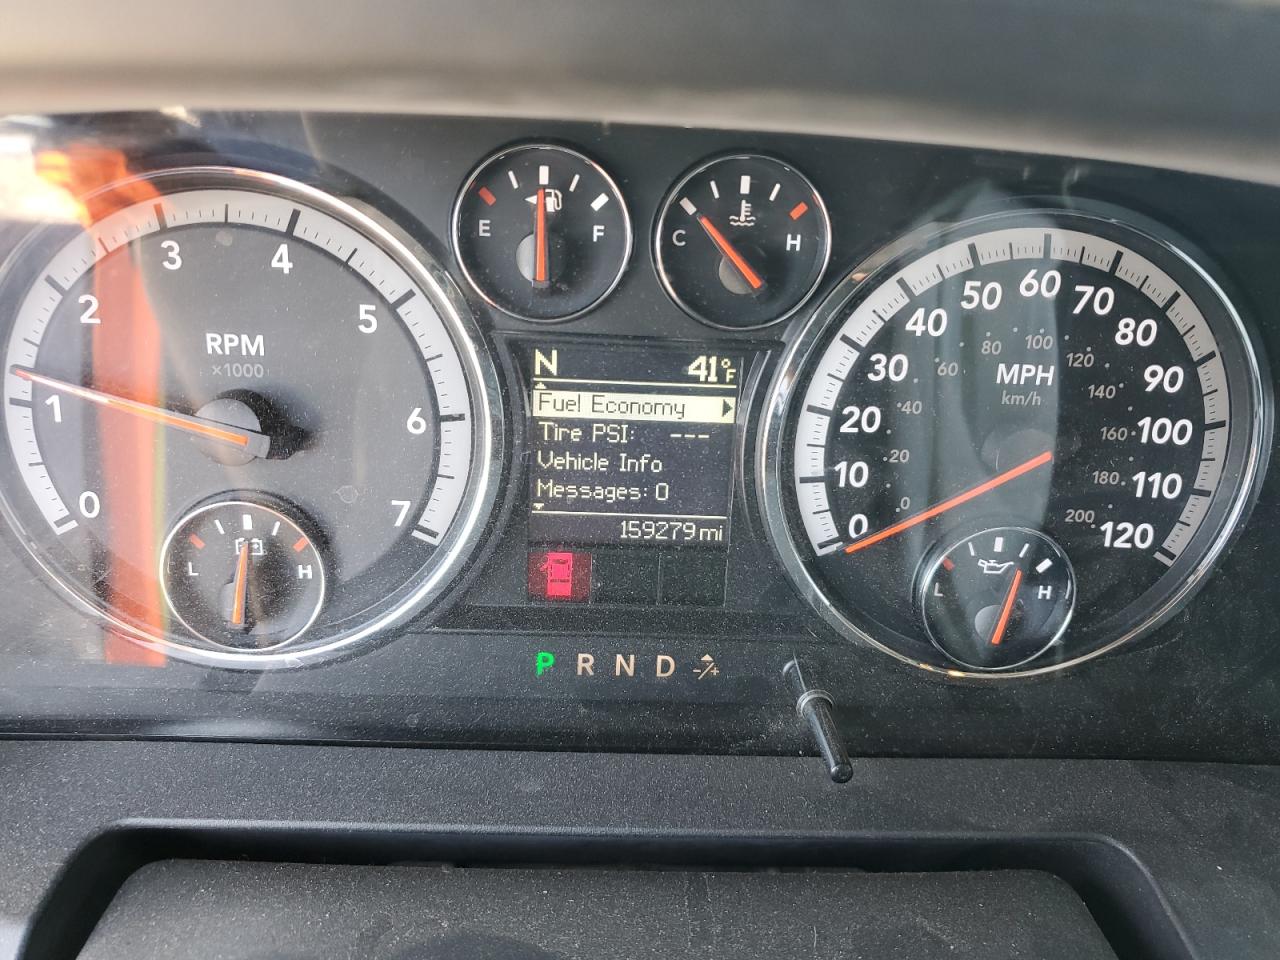 0
1
2
3
4
5
6
7
RPM
×1000
L H
E F
C H
N 41°F
Fuel Economy
Tire PSI: ---
Vehicle Info
Messages: 0
159279 mi
P R N D -/+
0
10
20
30
40
50
60
70
80
90
100
110
120
MPH
km/h
0
20
40
60
80
100
120
140
160
180
200
L H